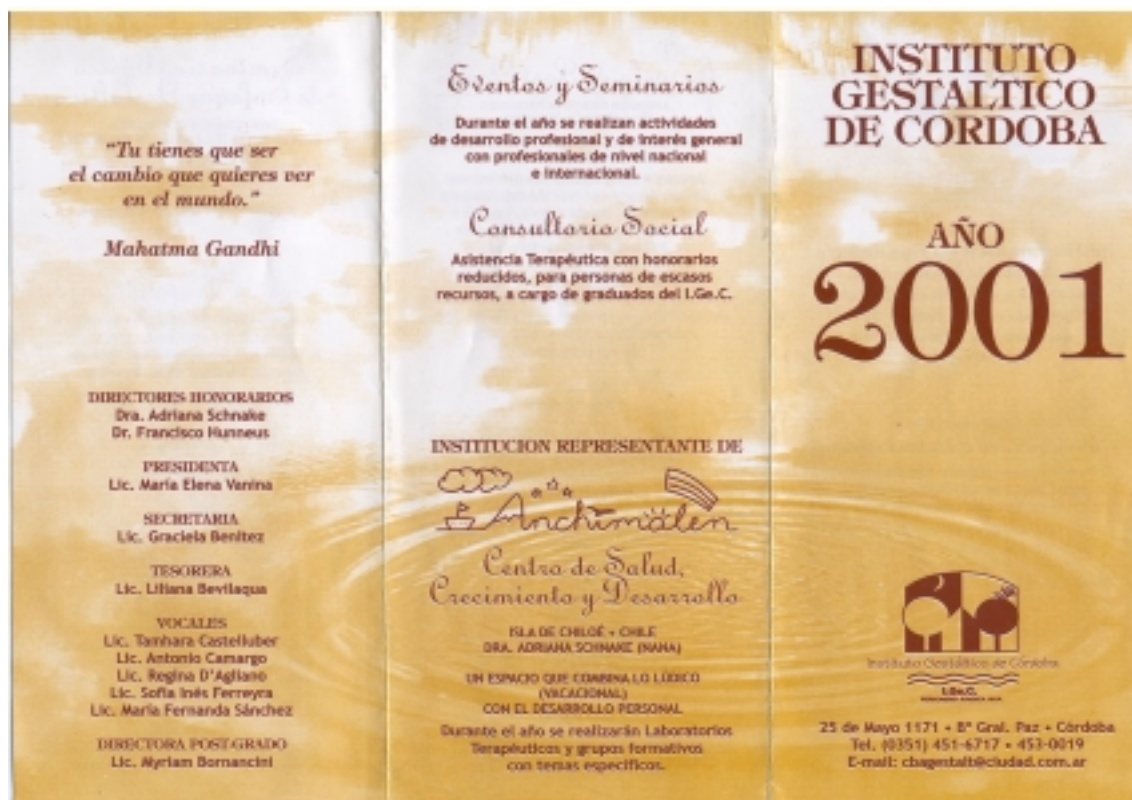 "Tu tienes que ser
el cambio que quieres ver
en el mundo."
Mahatma Gandhi
DIRECTORES HONORARIOS
Dra. Adriana Schnake
Dr. Francisco Hunneus
PRESIDENTA
Lic. María Elena Vanina
SECRETARIA
Lic. Graciela Benitez
TESORERA
Lic. Liliana Bevilaqua
VOCALES
Lic. Tamhara Castelluber
Lic. Antonio Camargo
Lic. Regina D'Agliano
Lic. Sofia Inés Ferreyra
Lic. María Fernanda Sánchez
DIRECTORA POST-GRADO
Lic. Myriam Bornancini
Eventos y Seminarios
Durante el año se realizan actividades
de desarrollo profesional y de interés general
con profesionales de nivel nacional
e internacional.
Consultorio Social
Asistencia Terapéutica con honorarios
reducidos, para personas de escasos
recursos, a cargo de graduados del I.Ge.C.
INSTITUCION REPRESENTANTE DE
Anchimälen
Centro de Salud,
Crecimiento y Desarrollo
ISLA DE CHILOÉ • CHILE
DRA. ADRIANA SCHNAKE (NANA)
UN ESPACIO QUE COMBINA LO LÚDICO
(VACACIONAL)
CON EL DESARROLLO PERSONAL
Durante el año se realizarán Laboratorios
Terapéuticos y grupos formativos
con temas específicos.
INSTITUTO
GESTALTICO
DE CORDOBA
AÑO
2001
Instituto Gestáltico de Córdoba
I.Ge.C.
25 de Mayo 1171 • Bº Gral. Paz • Córdoba
Tel. (0351) 451-6717 • 453-0019
E-mail: cbagestalt@ciudad.com.ar